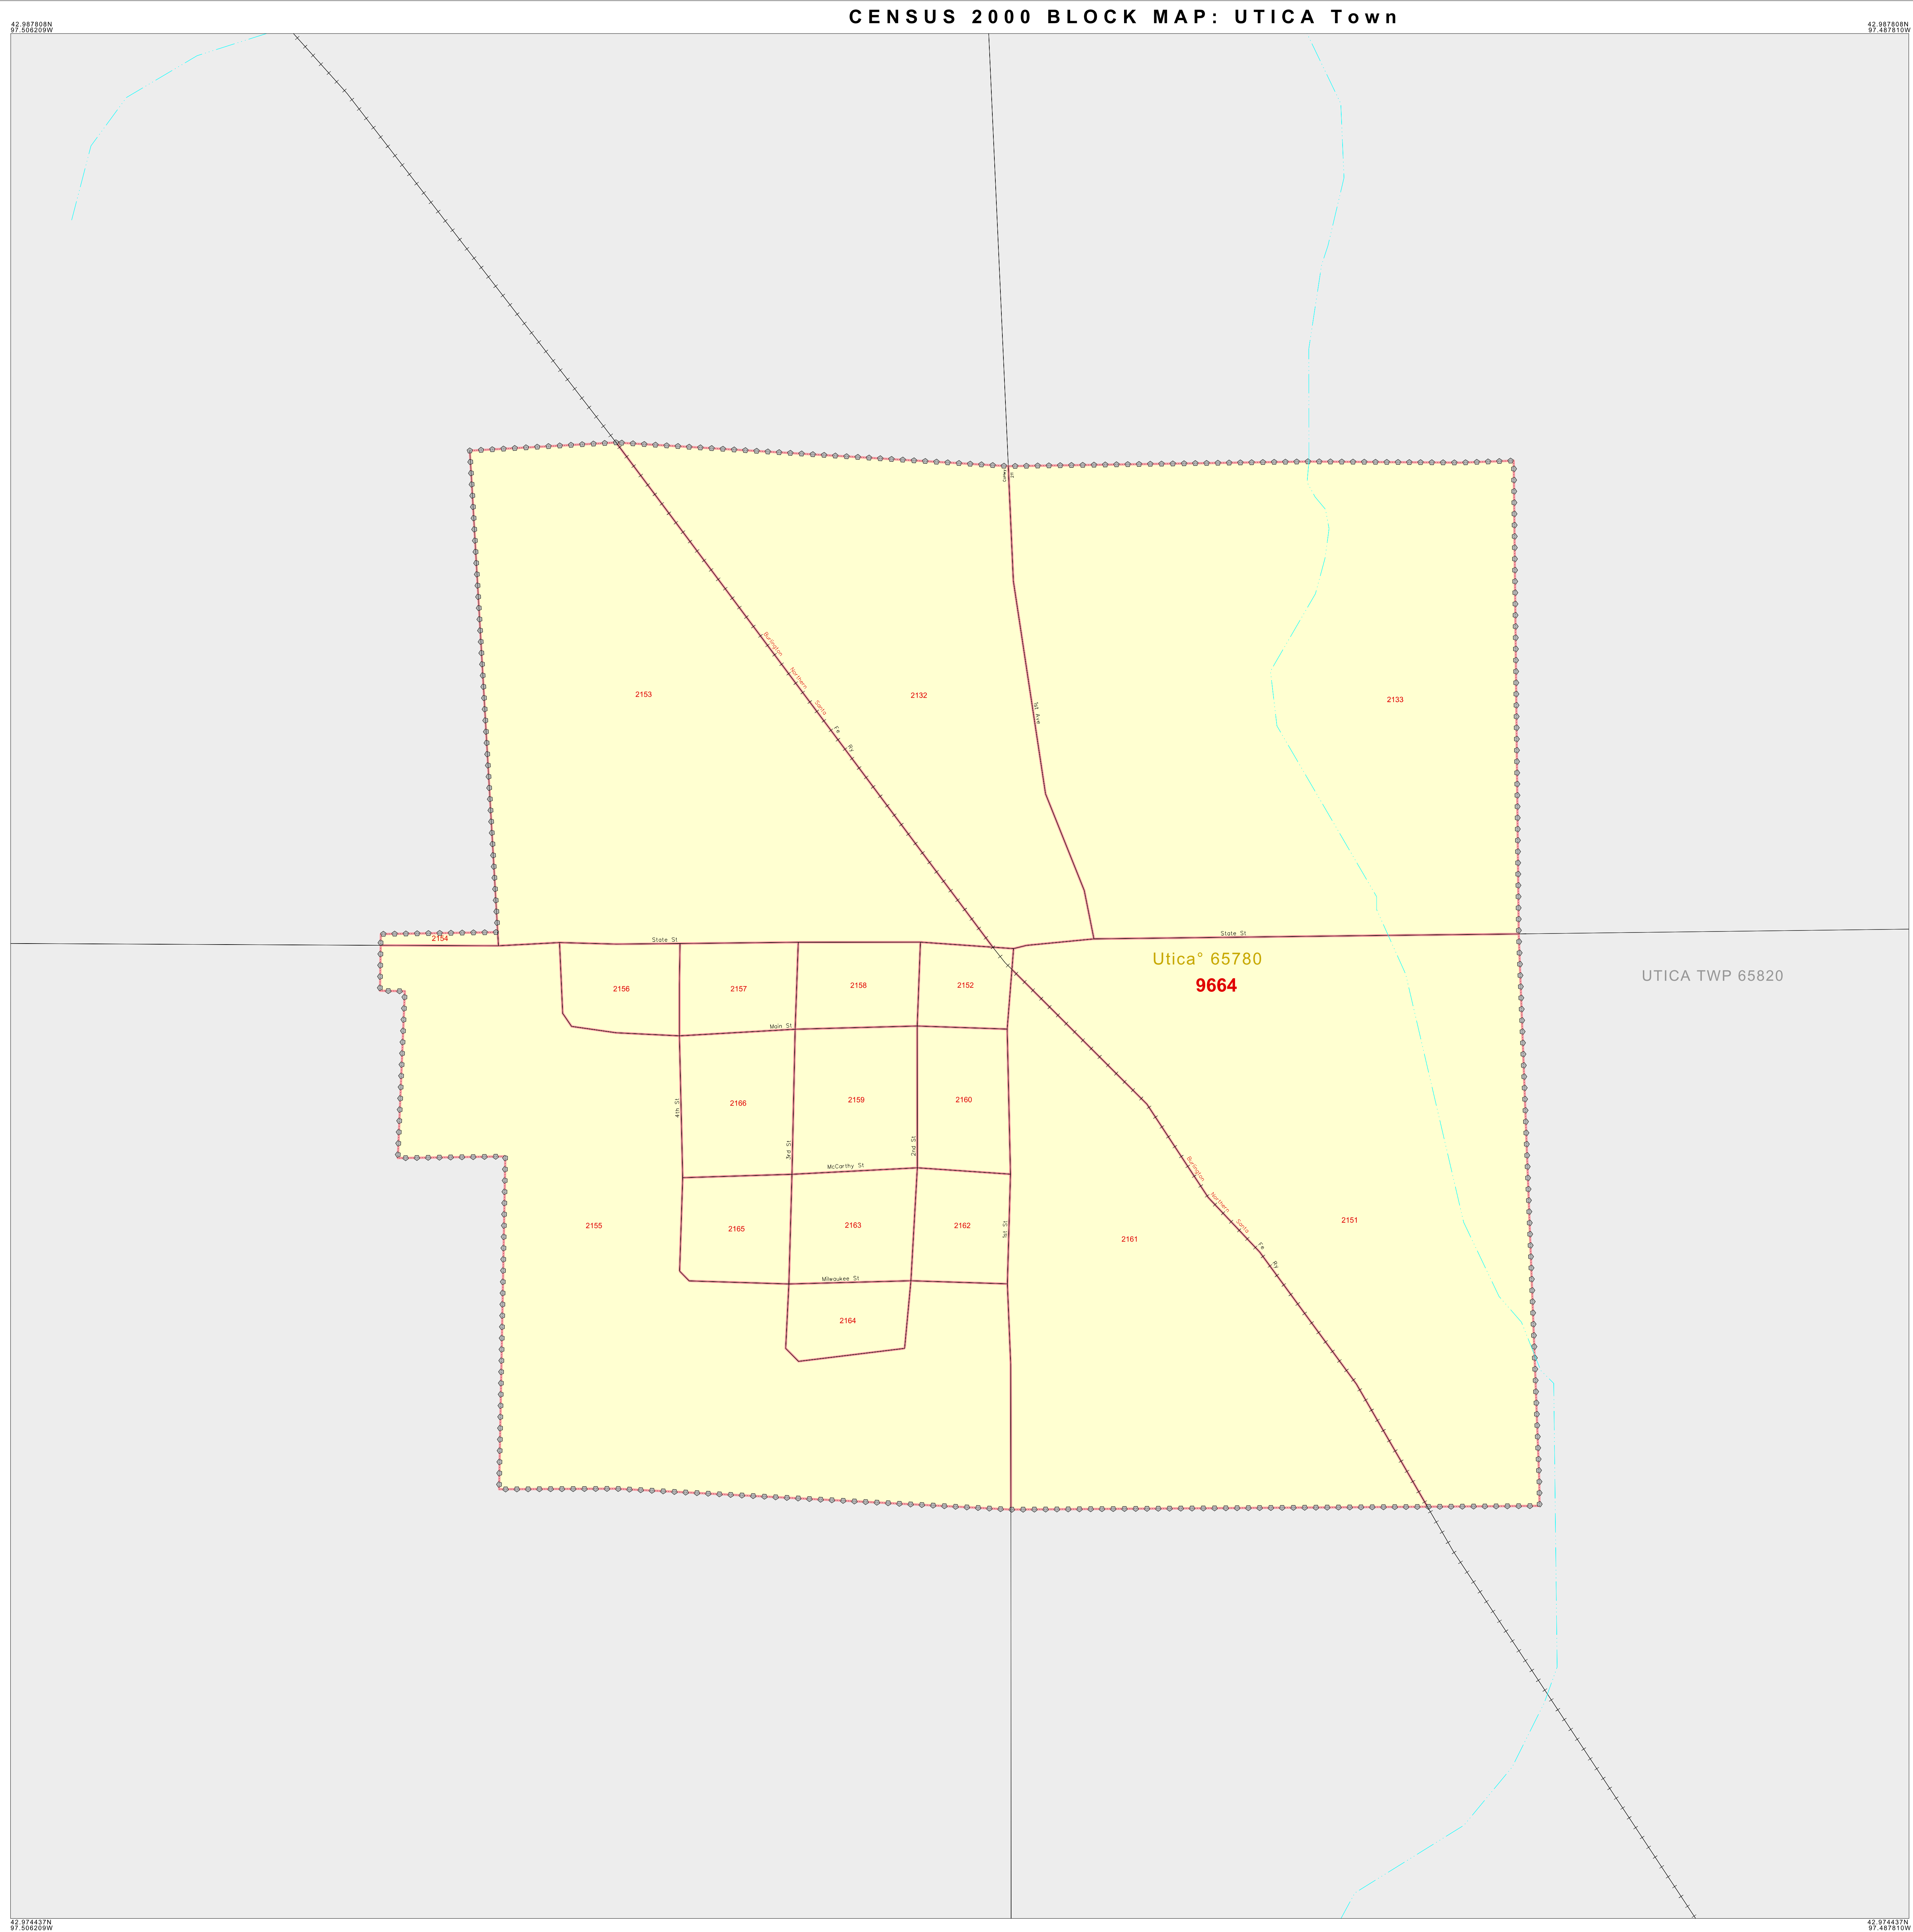 CENSUS 2000 BLOCK MAP: UTICA Town
42.987808N
97.506209W
42.987808N
97.487810W
2153
2132
2133
1st Ave
Burlington Northern Santa Fe Ry
2154
State St
State St
Utica° 65780
9664
UTICA TWP 65820
2156
2157
2158
2152
Main St
2166
2159
2160
4th St
3rd St
2nd St
McCarthy St
2155
2165
2163
2162
1st St
2161
2151
Burlington Northern Santa Fe Ry
Milwaukee St
2164
42.974437N
97.506209W
42.974437N
97.487810W